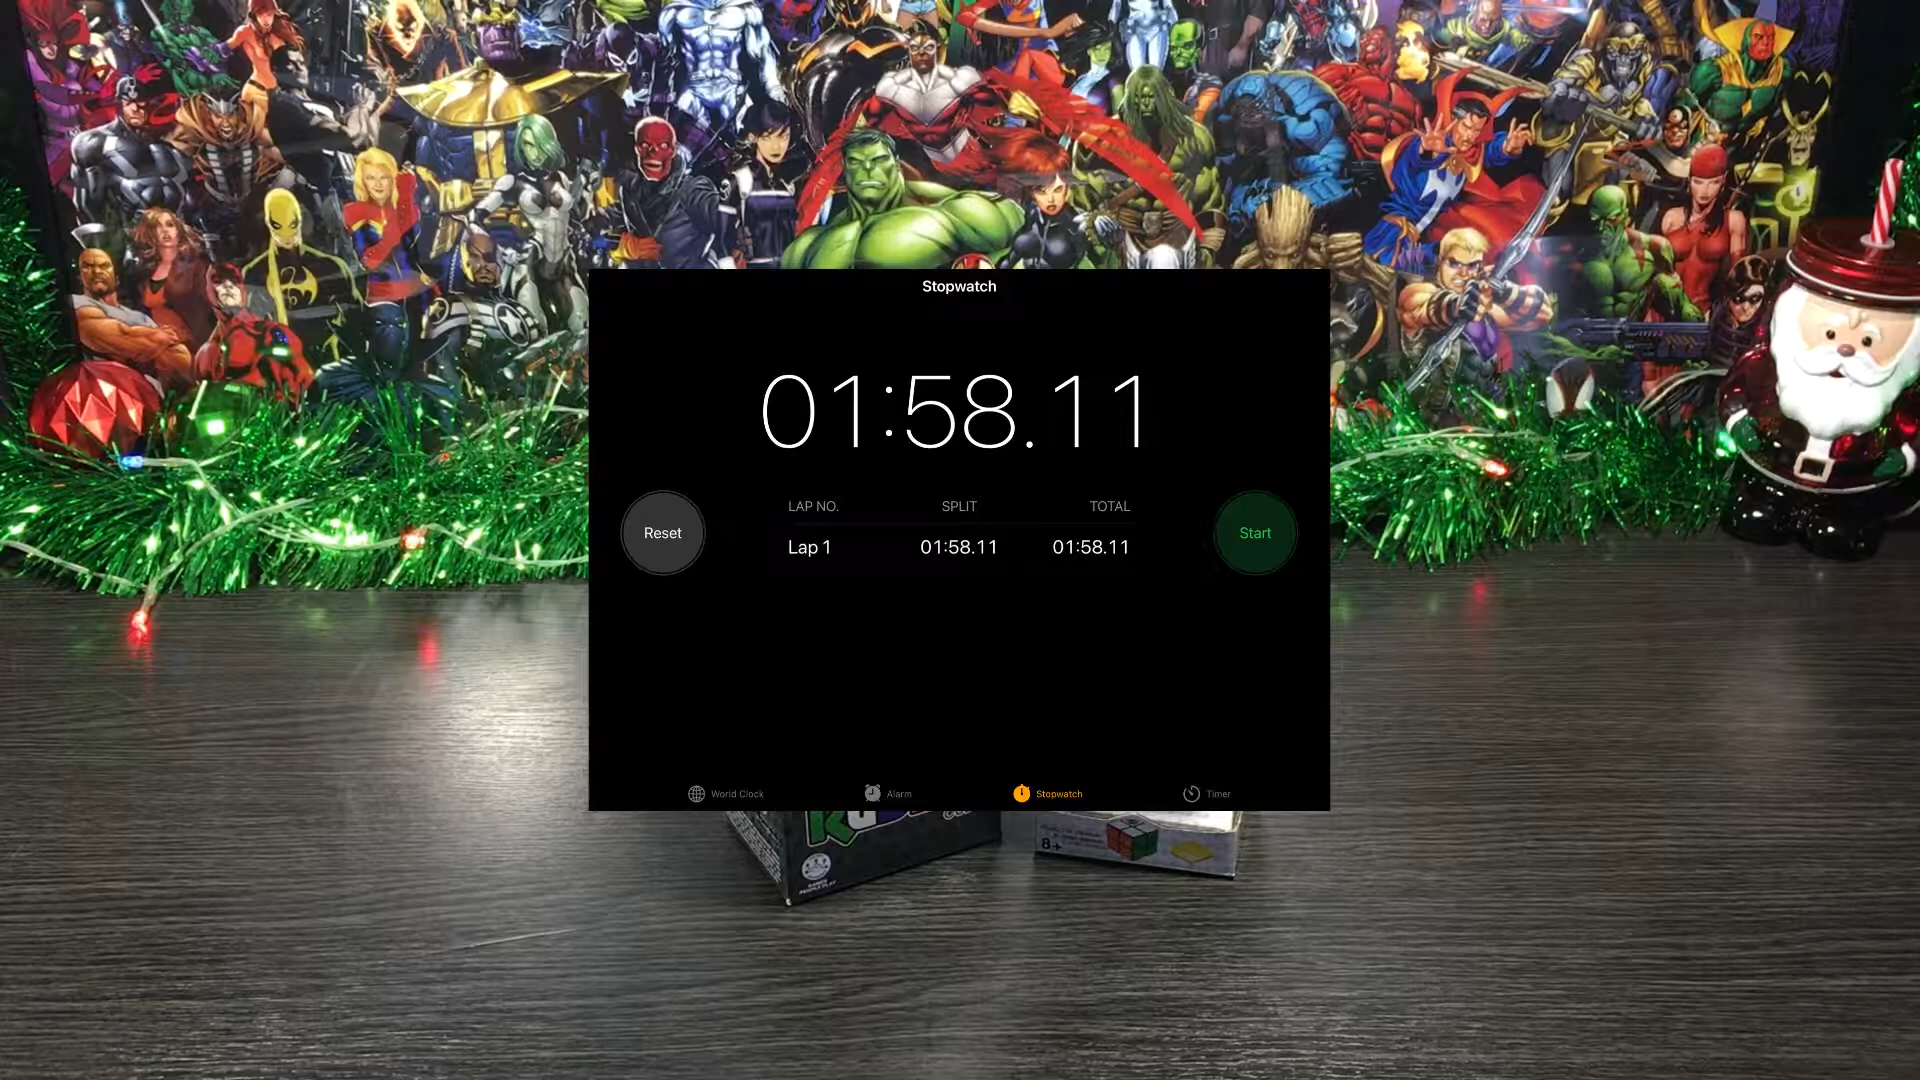 Stopwatch
01:58.11
LAP NO. SPLIT TOTAL
Reset
Lap 1 01:58.11 01:58.11
Start
World Clock Alarm Stopwatch Timer
8+